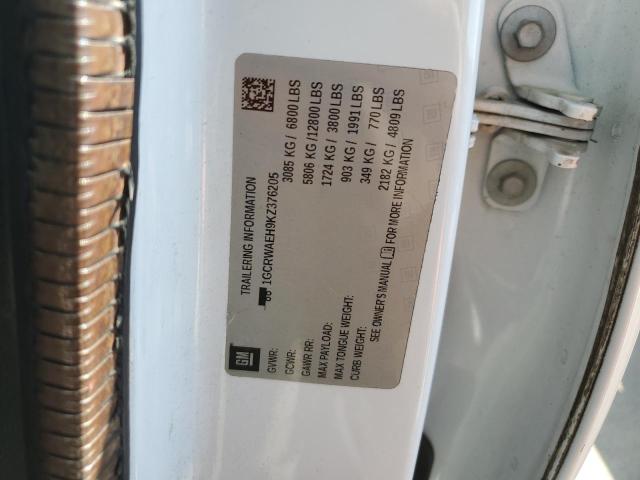 GM
TRAILERING INFORMATION
1GCRWAEH9KZ376205
GVWR: 3085 KG / 6800 LBS
GCWR: 5806 KG /12800 LBS
GAWR RR: 1724 KG / 3800 LBS
MAX PAYLOAD: 903 KG / 1991 LBS
MAX TONGUE WEIGHT: 349 KG / 770 LBS
CURB WEIGHT: 2182 KG / 4809 LBS
SEE OWNER'S MANUAL FOR MORE INFORMATION